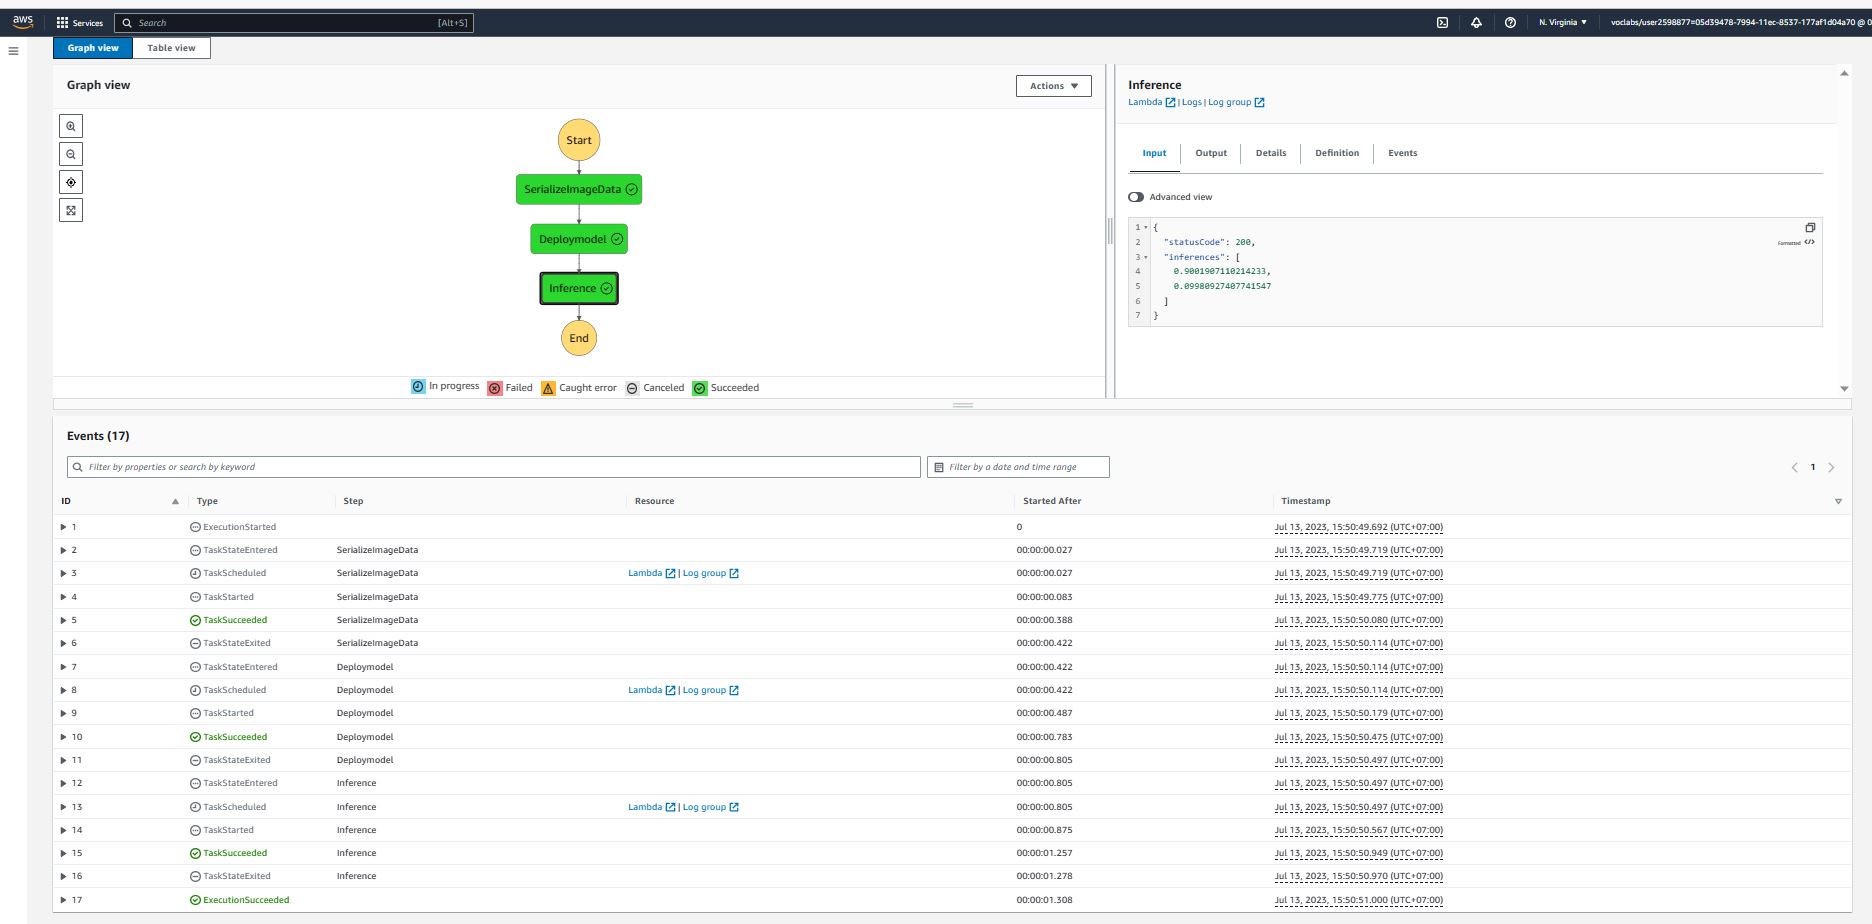 aws Services Search [Alt+S] N. Virginia voclabs/user2598877=05d39478-7994-11ec-8537-177af1d04a70 @ 0
Graph view Table view
Graph view Actions
Start
SerializeImageData
Deploymodel
Inference
End
In progress Failed Caught error Canceled Succeeded
Inference
Lambda | Logs | Log group
Input Output Details Definition Events
Advanced view
Formatted
1 {
2 "statusCode": 200,
3 "inferences": [
4 0.9001907110214233,
5 0.09980927407741547
6 ]
7 }
Events (17)
Filter by properties or search by keyword Filter by a date and time range 1
ID Type Step Resource Started After Timestamp
1 ExecutionStarted 0 Jul 13, 2023, 15:50:49.692 (UTC+07:00)
2 TaskStateEntered SerializeImageData 00:00:00.027 Jul 13, 2023, 15:50:49.719 (UTC+07:00)
3 TaskScheduled SerializeImageData Lambda | Log group 00:00:00.027 Jul 13, 2023, 15:50:49.719 (UTC+07:00)
4 TaskStarted SerializeImageData 00:00:00.083 Jul 13, 2023, 15:50:49.775 (UTC+07:00)
5 TaskSucceeded SerializeImageData 00:00:00.388 Jul 13, 2023, 15:50:50.080 (UTC+07:00)
6 TaskStateExited SerializeImageData 00:00:00.422 Jul 13, 2023, 15:50:50.114 (UTC+07:00)
7 TaskStateEntered Deploymodel 00:00:00.422 Jul 13, 2023, 15:50:50.114 (UTC+07:00)
8 TaskScheduled Deploymodel Lambda | Log group 00:00:00.422 Jul 13, 2023, 15:50:50.114 (UTC+07:00)
9 TaskStarted Deploymodel 00:00:00.487 Jul 13, 2023, 15:50:50.179 (UTC+07:00)
10 TaskSucceeded Deploymodel 00:00:00.783 Jul 13, 2023, 15:50:50.475 (UTC+07:00)
11 TaskStateExited Deploymodel 00:00:00.805 Jul 13, 2023, 15:50:50.497 (UTC+07:00)
12 TaskStateEntered Inference 00:00:00.805 Jul 13, 2023, 15:50:50.497 (UTC+07:00)
13 TaskScheduled Inference Lambda | Log group 00:00:00.805 Jul 13, 2023, 15:50:50.497 (UTC+07:00)
14 TaskStarted Inference 00:00:00.875 Jul 13, 2023, 15:50:50.567 (UTC+07:00)
15 TaskSucceeded Inference 00:00:01.257 Jul 13, 2023, 15:50:50.949 (UTC+07:00)
16 TaskStateExited Inference 00:00:01.278 Jul 13, 2023, 15:50:50.970 (UTC+07:00)
17 ExecutionSucceeded 00:00:01.308 Jul 13, 2023, 15:50:51.000 (UTC+07:00)